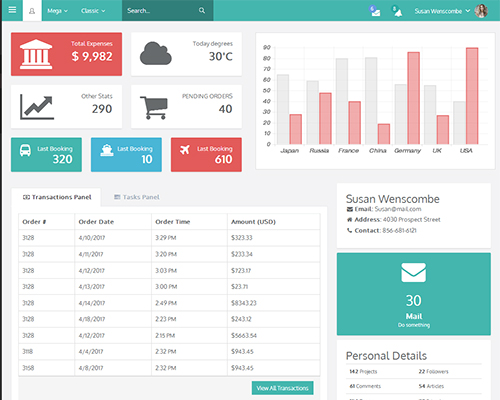 Mega Classic Search... 6 8 Susan Wenscombe
Total Expenses
$ 9,982
Today degrees
30°C
Other Stats
290
PENDING ORDERS
40
Last Booking
320
Last Booking
10
Last Booking
610
90
80
70
60
50
40
30
20
10
0
Japan Russia France China Germany UK USA
Transactions Panel Tasks Panel
Order # Order Date Order Time Amount (USD)
3128 4/10/2017 3:29 PM $323.33
3128 4/11/2017 3:20 PM $233.34
3128 4/12/2017 3:03 PM $723.17
3128 4/13/2017 3:00 PM $23.71
3128 4/14/2017 2:49 PM $8343.23
3128 4/14/2017 2:23 PM $243.12
3128 4/12/2017 2:15 PM $5663.54
3118 4/4/2017 2:32 PM $943.45
3158 4/8/2017 2:32 PM $943.45
View All Transactions
Susan Wenscombe
Email: Susan@mail.com
Address: 4030 Prospect Street
Contact: 856-681-6121
30
Mail
Do something
Personal Details
142 Projects 22 Followers
61 Comments 54 Articles